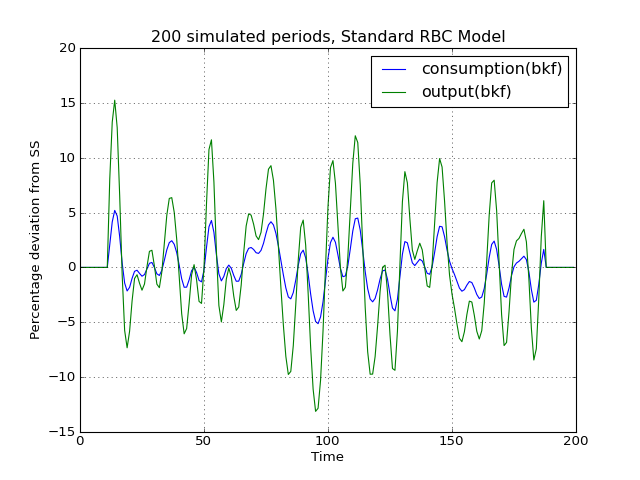 200 simulated periods, Standard RBC Model
consumption(bkf)
output(bkf)
Percentage deviation from SS
20
15
10
5
0
−5
−10
−15
0 50 100 150 200
Time